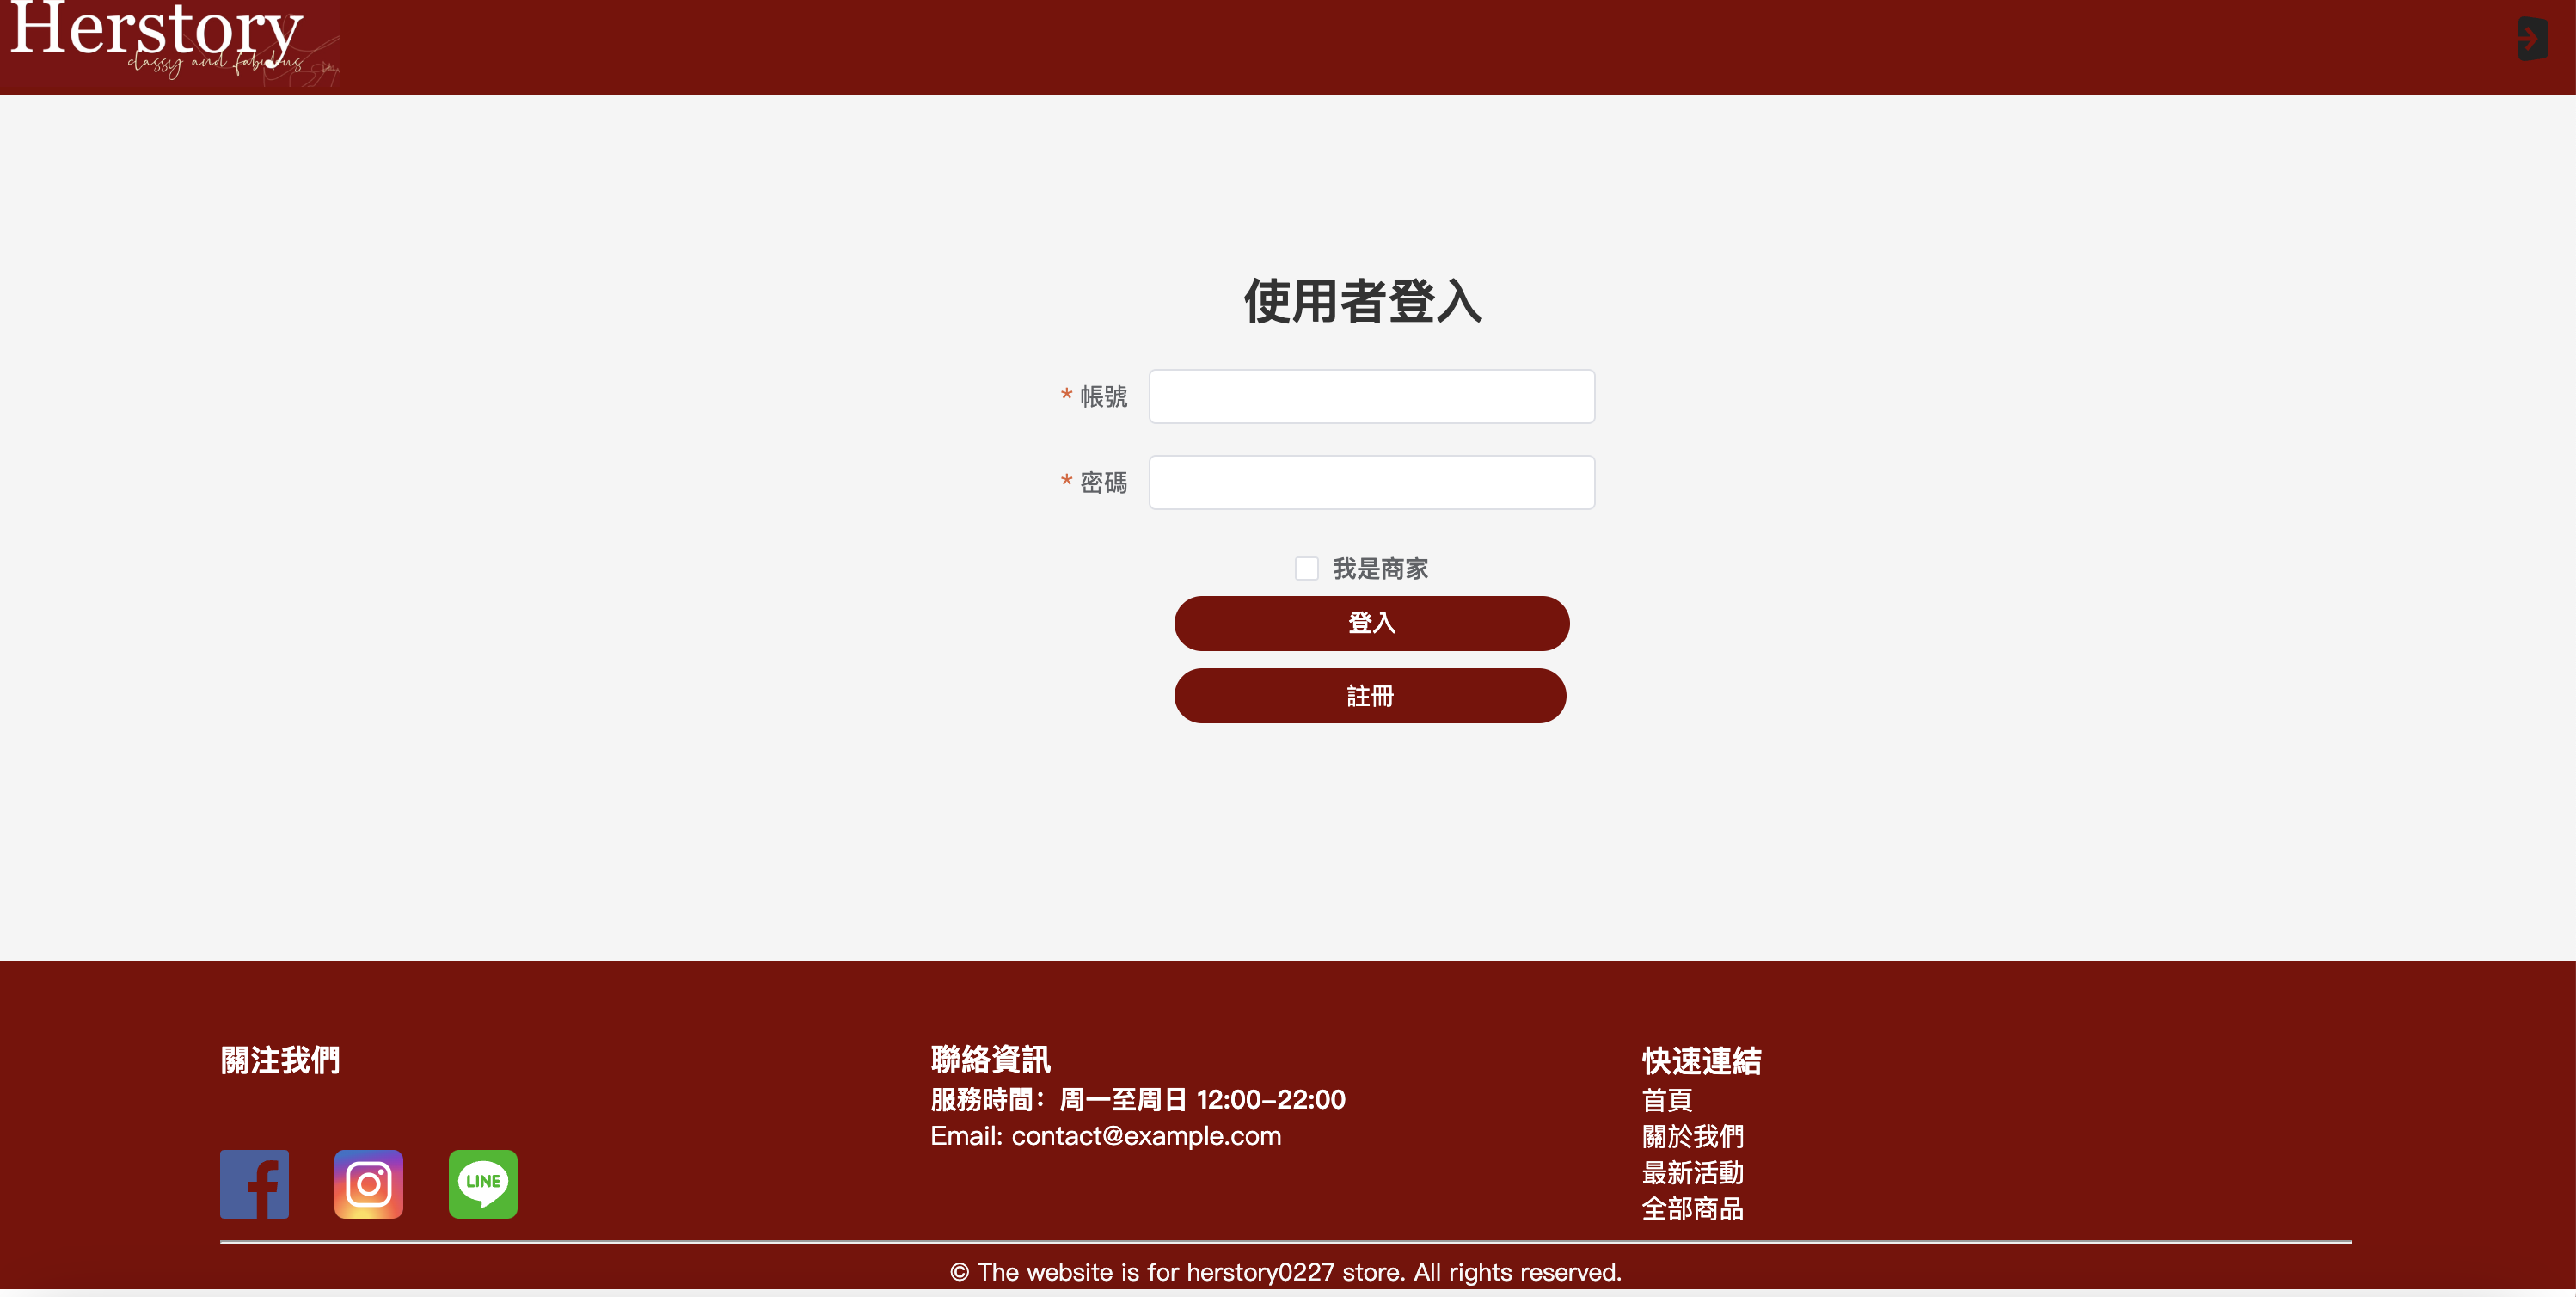 Herstory
classy and fabulous
使用者登入
* 帳號
* 密碼
我是商家
登入
註冊
關注我們
LINE
聯絡資訊
服務時間：周一至周日 12:00-22:00
Email: contact@example.com
快速連結
首頁
關於我們
最新活動
全部商品
© The website is for herstory0227 store. All rights reserved.